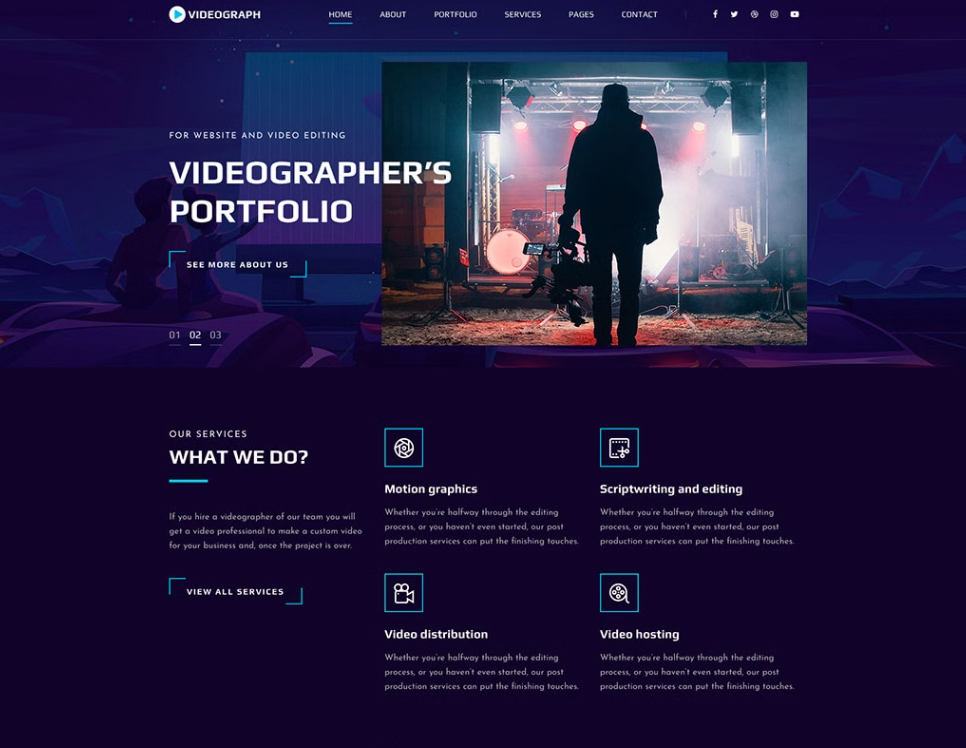 VIDEOGRAPH
HOME ABOUT PORTFOLIO SERVICES PAGES CONTACT
FOR WEBSITE AND VIDEO EDITING
VIDEOGRAPHER'S
PORTFOLIO
SEE MORE ABOUT US
01 02 03
OUR SERVICES
WHAT WE DO?
If you hire a videographer of our team you will
get a video professional to make a custom video
for your business and, once the project is over.
VIEW ALL SERVICES
Motion graphics
Whether you're halfway through the editing
process, or you haven't even started, our post
production services can put the finishing touches.
Scriptwriting and editing
Whether you're halfway through the editing
process, or you haven't even started, our post
production services can put the finishing touches.
Video distribution
Whether you're halfway through the editing
process, or you haven't even started, our post
production services can put the finishing touches.
Video hosting
Whether you're halfway through the editing
process, or you haven't even started, our post
production services can put the finishing touches.